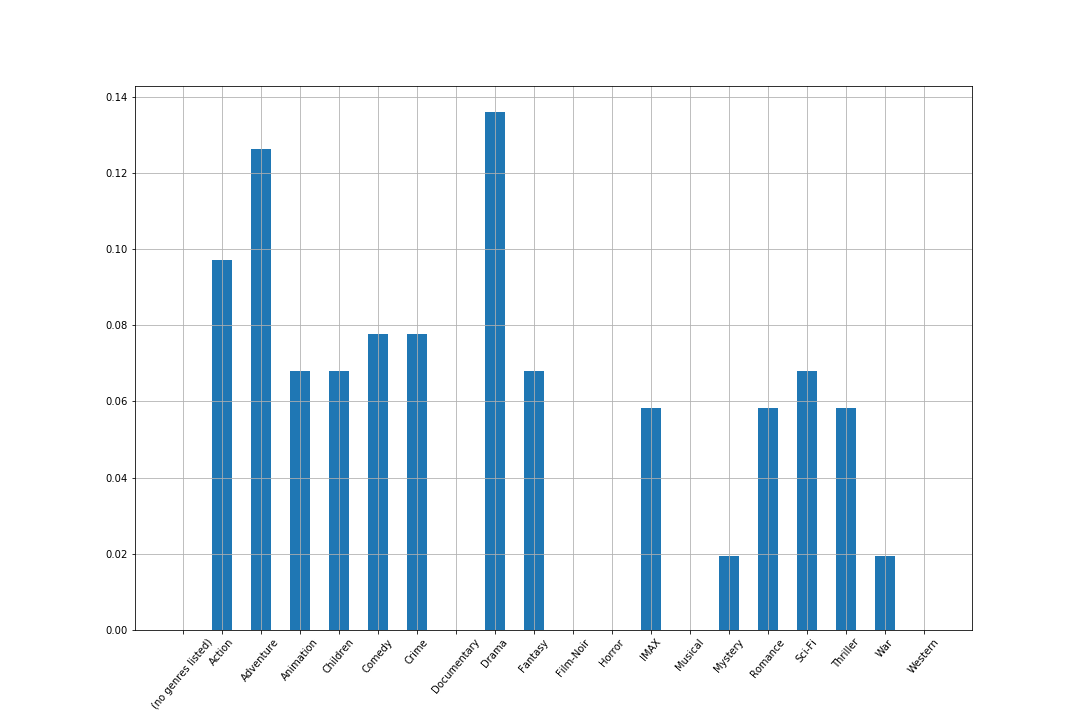 0.14
0.12
0.10
0.08
0.06
0.04
0.02
0.00
(no genres listed)
Action
Adventure
Animation
Children
Comedy
Crime
Documentary
Drama
Fantasy
Film-Noir
Horror
IMAX
Musical
Mystery
Romance
Sci-Fi
Thriller
War
Western